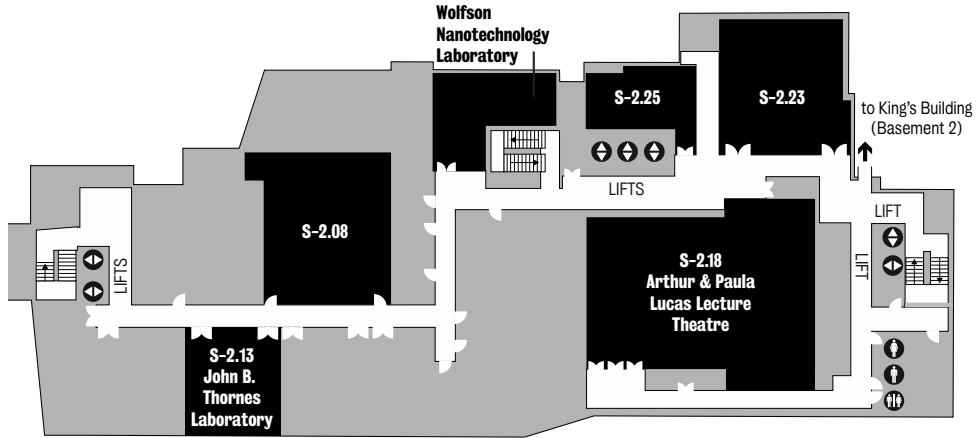 Wolfson
Nanotechnology
Laboratory
S-2.25
S-2.23
to King's Building
(Basement 2)
LIFTS
LIFT
S-2.08
LIFTS
LIFT
S-2.18
Arthur & Paula
Lucas Lecture
Theatre
S-2.13
John B.
Thornes
Laboratory